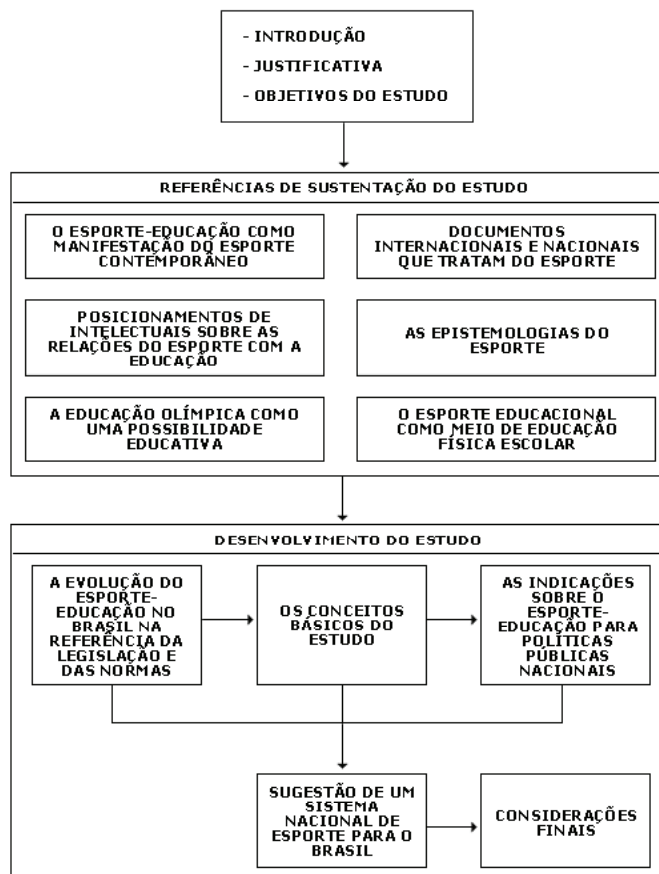 - INTRODUÇÃO
- JUSTIFICATIVA
- OBJETIVOS DO ESTUDO
REFERÊNCIAS DE SUSTENTAÇÃO DO ESTUDO
O ESPORTE-EDUCAÇÃO COMO
MANIFESTAÇÃO DO ESPORTE
CONTEMPORÂNEO
DOCUMENTOS
INTERNACIONAIS E NACIONAIS
QUE TRATAM DO ESPORTE
POSICIONAMENTOS DE
INTELECTUAIS SOBRE AS
RELAÇÕES DO ESPORTE COM A
EDUCAÇÃO
AS EPISTEMOLOGIAS DO
ESPORTE
A EDUCAÇÃO OLÍMPICA COMO
UMA POSSIBILIDADE
EDUCATIVA
O ESPORTE EDUCACIONAL
COMO MEIO DE EDUCAÇÃO
FÍSICA ESCOLAR
DESENVOLVIMENTO DO ESTUDO
A EVOLUÇÃO DO
ESPORTE-
EDUCAÇÃO NO
BRASIL NA
REFERÊNCIA DA
LEGISLAÇÃO E
DAS NORMAS
OS CONCEITOS
BÁSICOS DO
ESTUDO
AS INDICAÇÕES
SOBRE O
ESPORTE-
EDUCAÇÃO PARA
POLÍTICAS
PÚBLICAS
NACIONAIS
SUGESTÃO DE UM
SISTEMA
NACIONAL DE
ESPORTE PARA O
BRASIL
CONSIDERAÇÕES
FINAIS